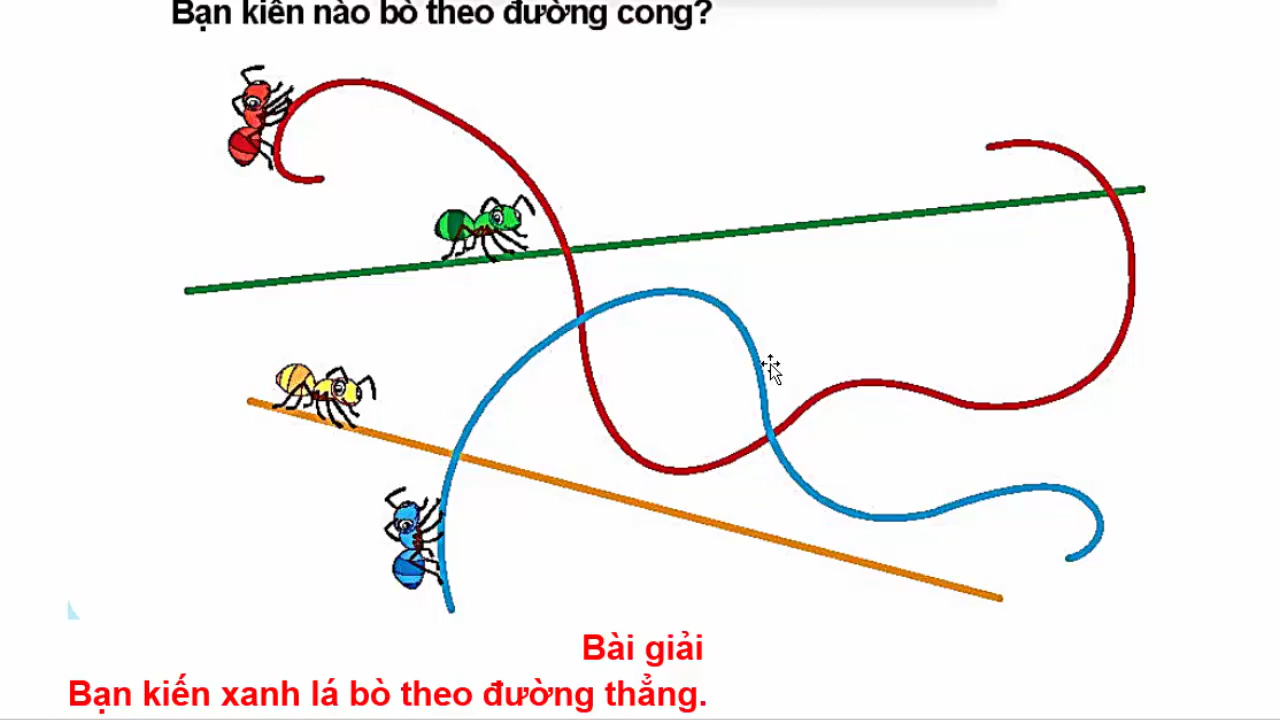 Bạn kiến nào bò theo đường cong?
Bài giải
Bạn kiến xanh lá bò theo đường thẳng.